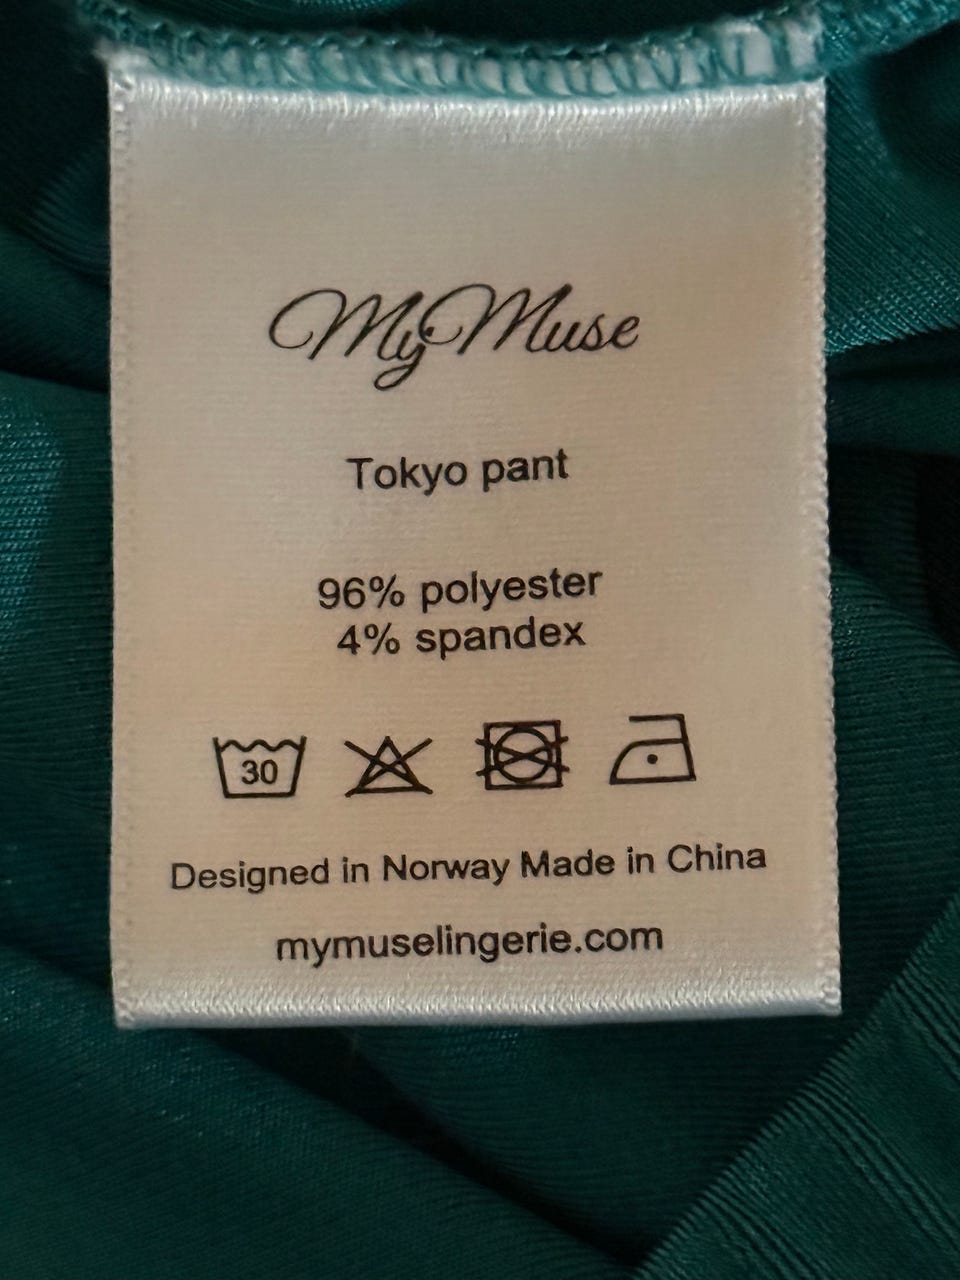 MyMuse
Tokyo pant
96% polyester
4% spandex
30
Designed in Norway Made in China
mymuselingerie.com